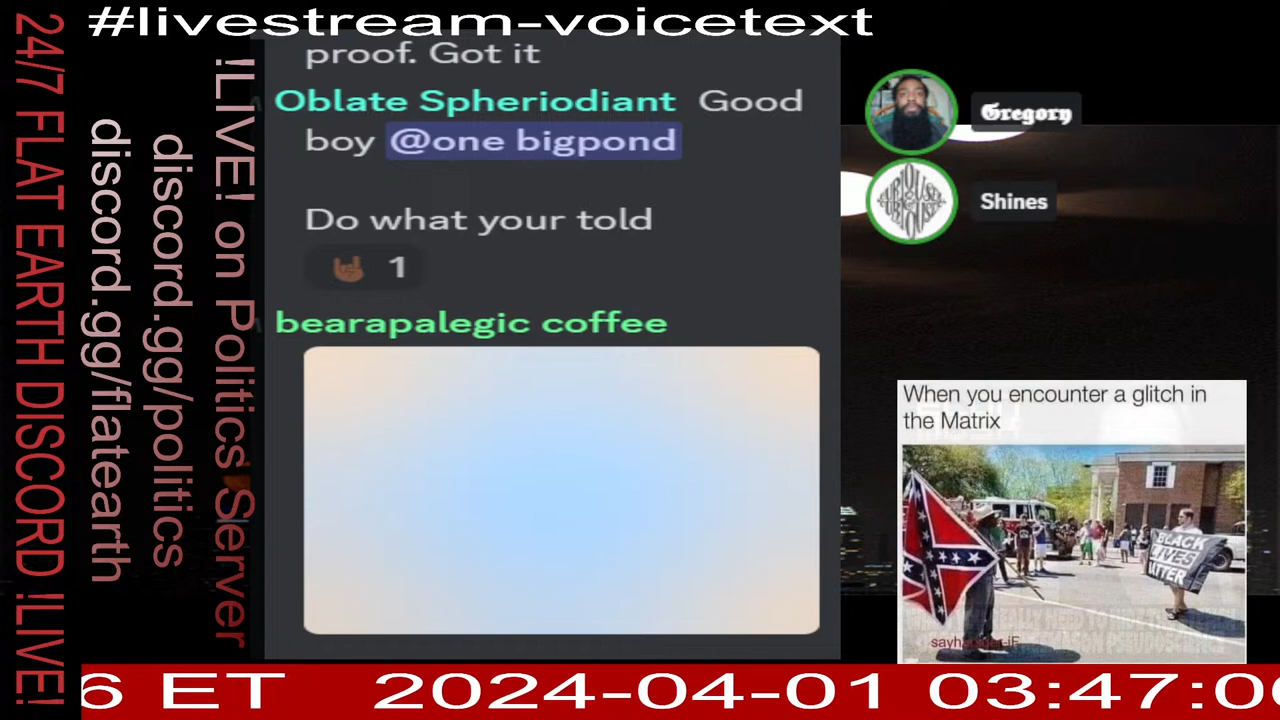 #livestream-voicetext
24/7 FLAT EARTH DISCORD !LIVE!
discord.gg/flatearth
discord.gg/politics
!LIVE! on Politics Server
proof. Got it
Oblate Spheriodiant Good
boy @one bigpond
Do what your told
1
bearapalegic coffee
Gregory
Shines
When you encounter a glitch in
the Matrix
BLACK
LIVES
MATTER
6 ET 2024-04-01 03:47:0